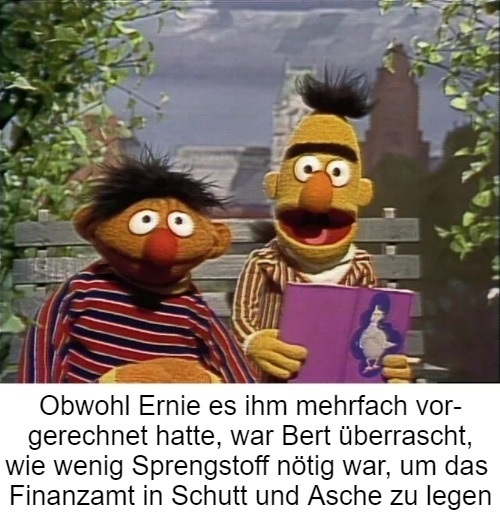 Obwohl Ernie es ihm mehrfach vor-
gerechnet hatte, war Bert überrascht,
wie wenig Sprengstoff nötig war, um das
Finanzamt in Schutt und Asche zu legen